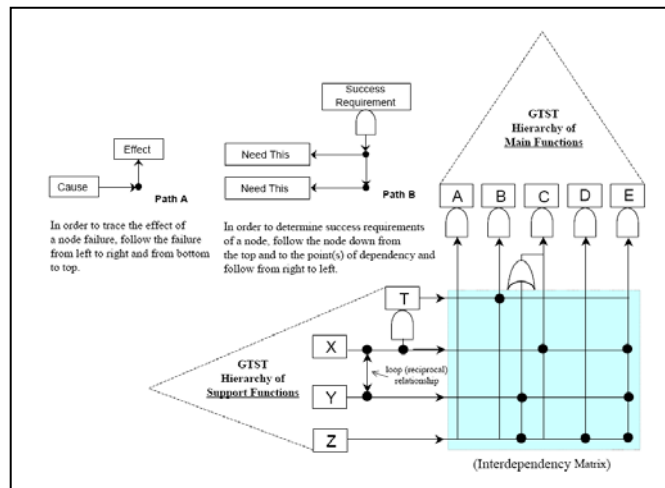 Effect
Cause
Path A
In order to trace the effect of
a node failure, follow the failure
from left to right and from bottom
to top.
Success
Requirement
Need This
Need This
Path B
In order to determine success requirements
of a node, follow the node down from
the top and to the point(s) of dependency and
follow from right to left.
GTST
Hierarchy of
Main Functions
A
B
C
D
E
GTST
Hierarchy of
Support Functions
T
X
loop (reciprocal)
relationship
Y
Z
(Interdependency Matrix)